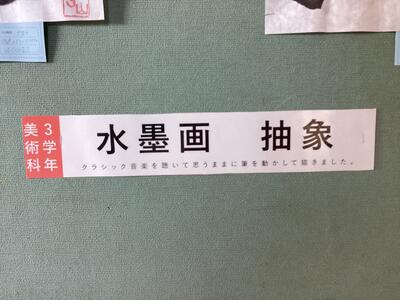 3学年
美術科
水墨画　抽象
クラシック音楽を聴いて思うままに筆を動かして描きました。